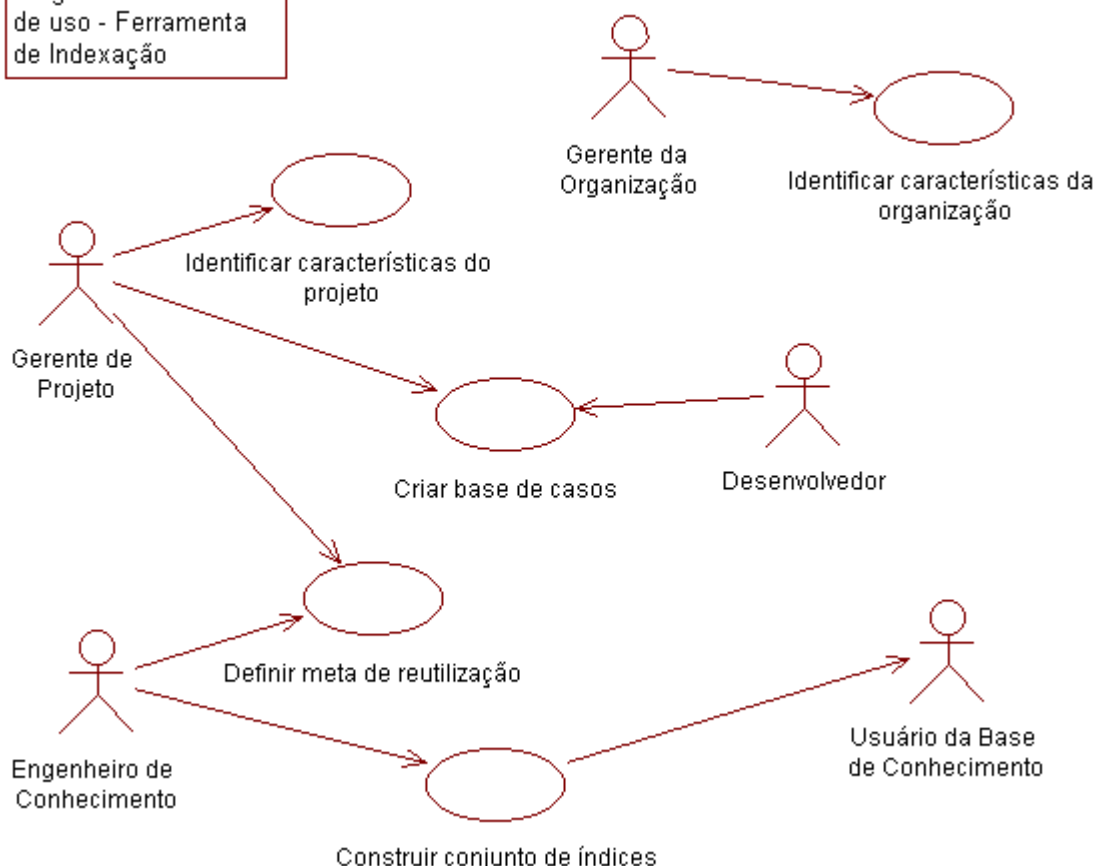 de uso - Ferramenta
de Indexação
Gerente da
Organização
Identificar características da
organização
Identificar características do
projeto
Gerente de
Projeto
Criar base de casos
Desenvolvedor
Definir meta de reutilização
Engenheiro de
Conhecimento
Usuário da Base
de Conhecimento
Construir conjunto de índices